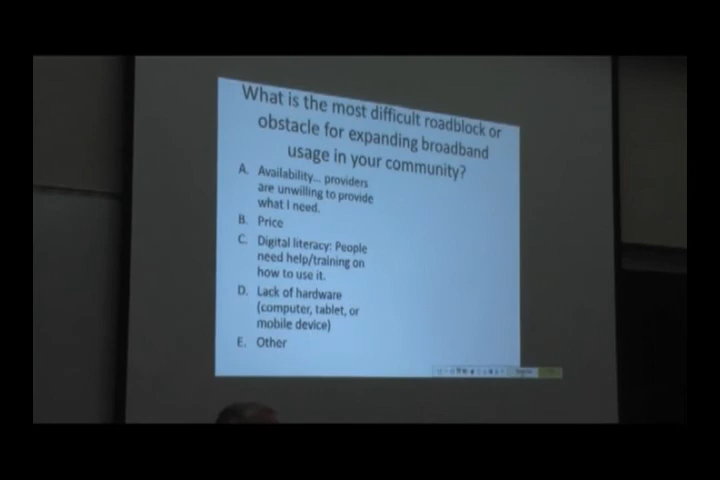 What is the most difficult roadblock or
obstacle for expanding broadband
usage in your community?
A. Availability... providers
are unwilling to provide
what I need.
B. Price
C. Digital literacy: People
need help/training on
how to use it.
D. Lack of hardware
(computer, tablet, or
mobile device)
E. Other